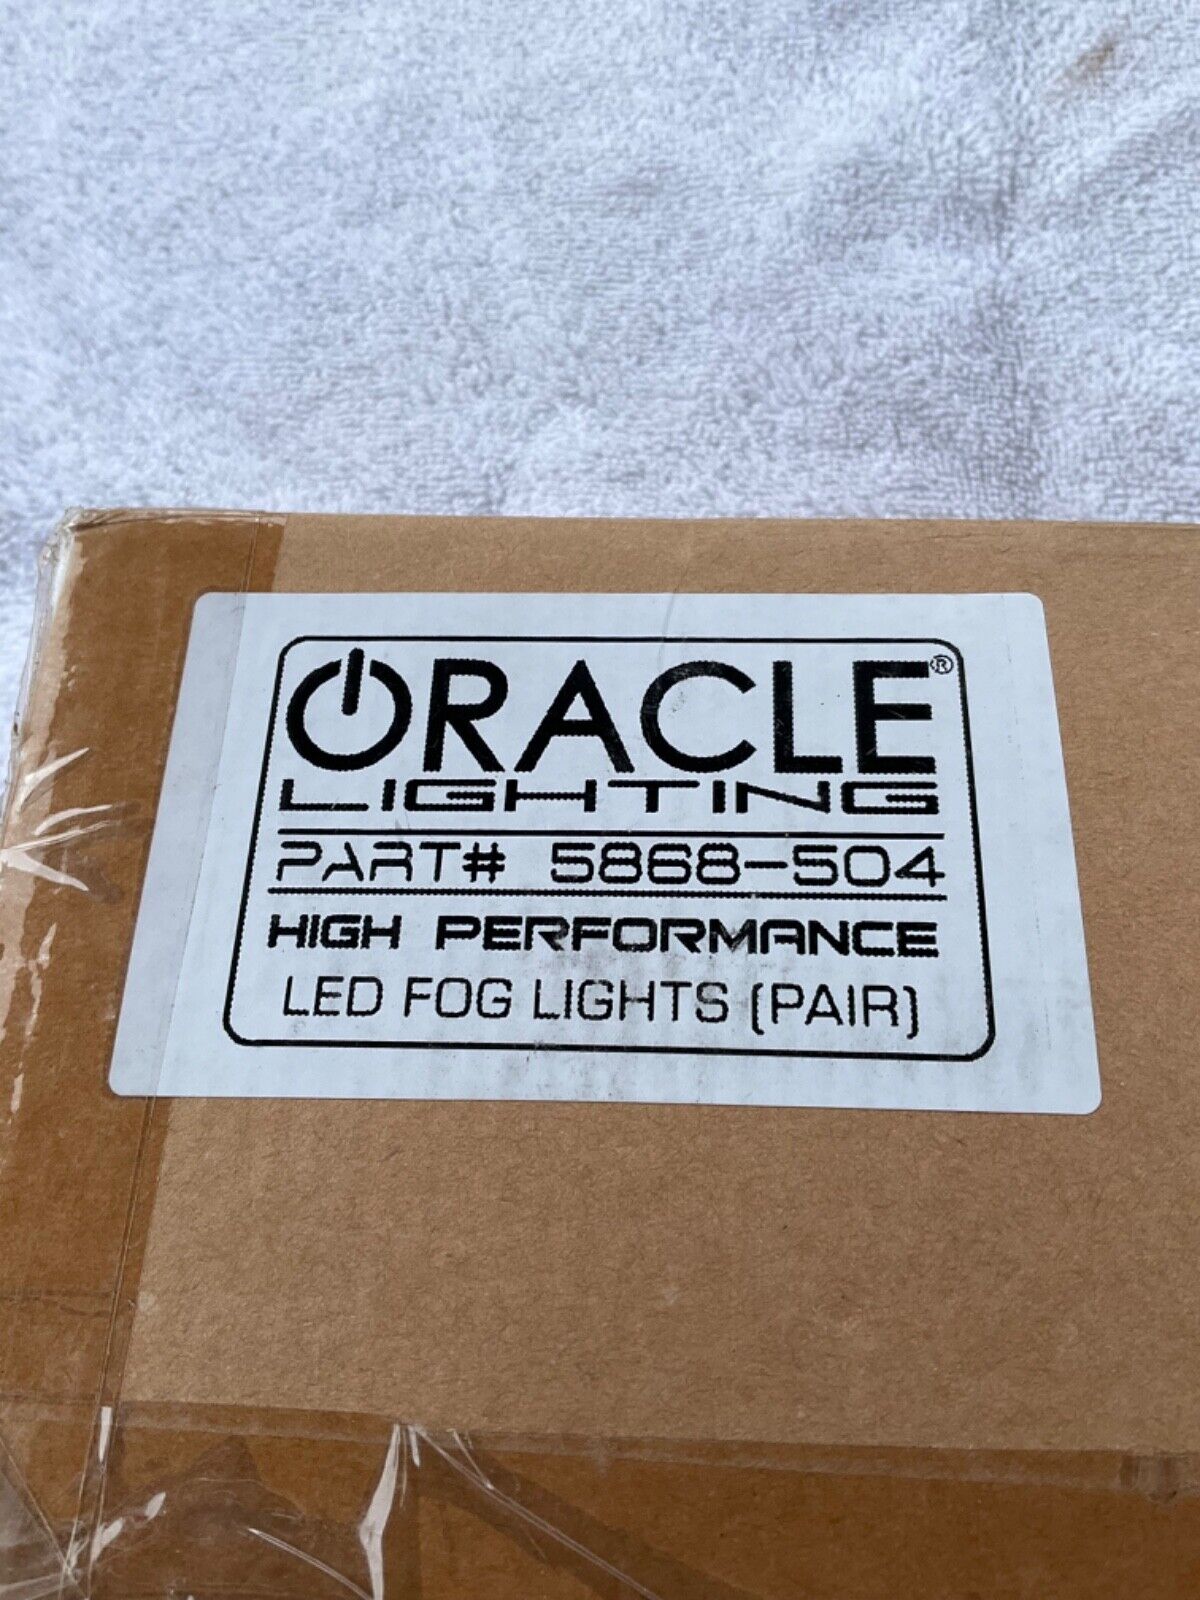 ORACLE®
LIGHTING
PART# 5868-504
HIGH PERFORMANCE
LED FOG LIGHTS (PAIR)